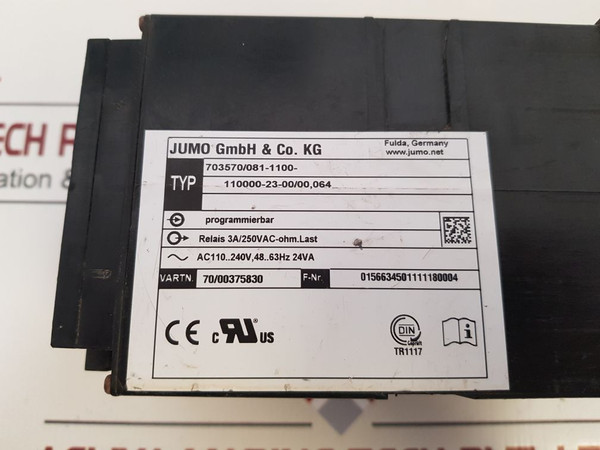 JUMO GmbH & Co. KG
Fulda, Germany
www.jumo.net
TYP
703570/081-1100-
110000-23-00/00,064
programmierbar
Relais 3A/250VAC-ohm.Last
AC110..240V,48..63Hz 24VA
VARTN.
70/00375830
F-Nr.
0156634501111180004
CE
c RU US
DIN
Geprüft
TR1117
i